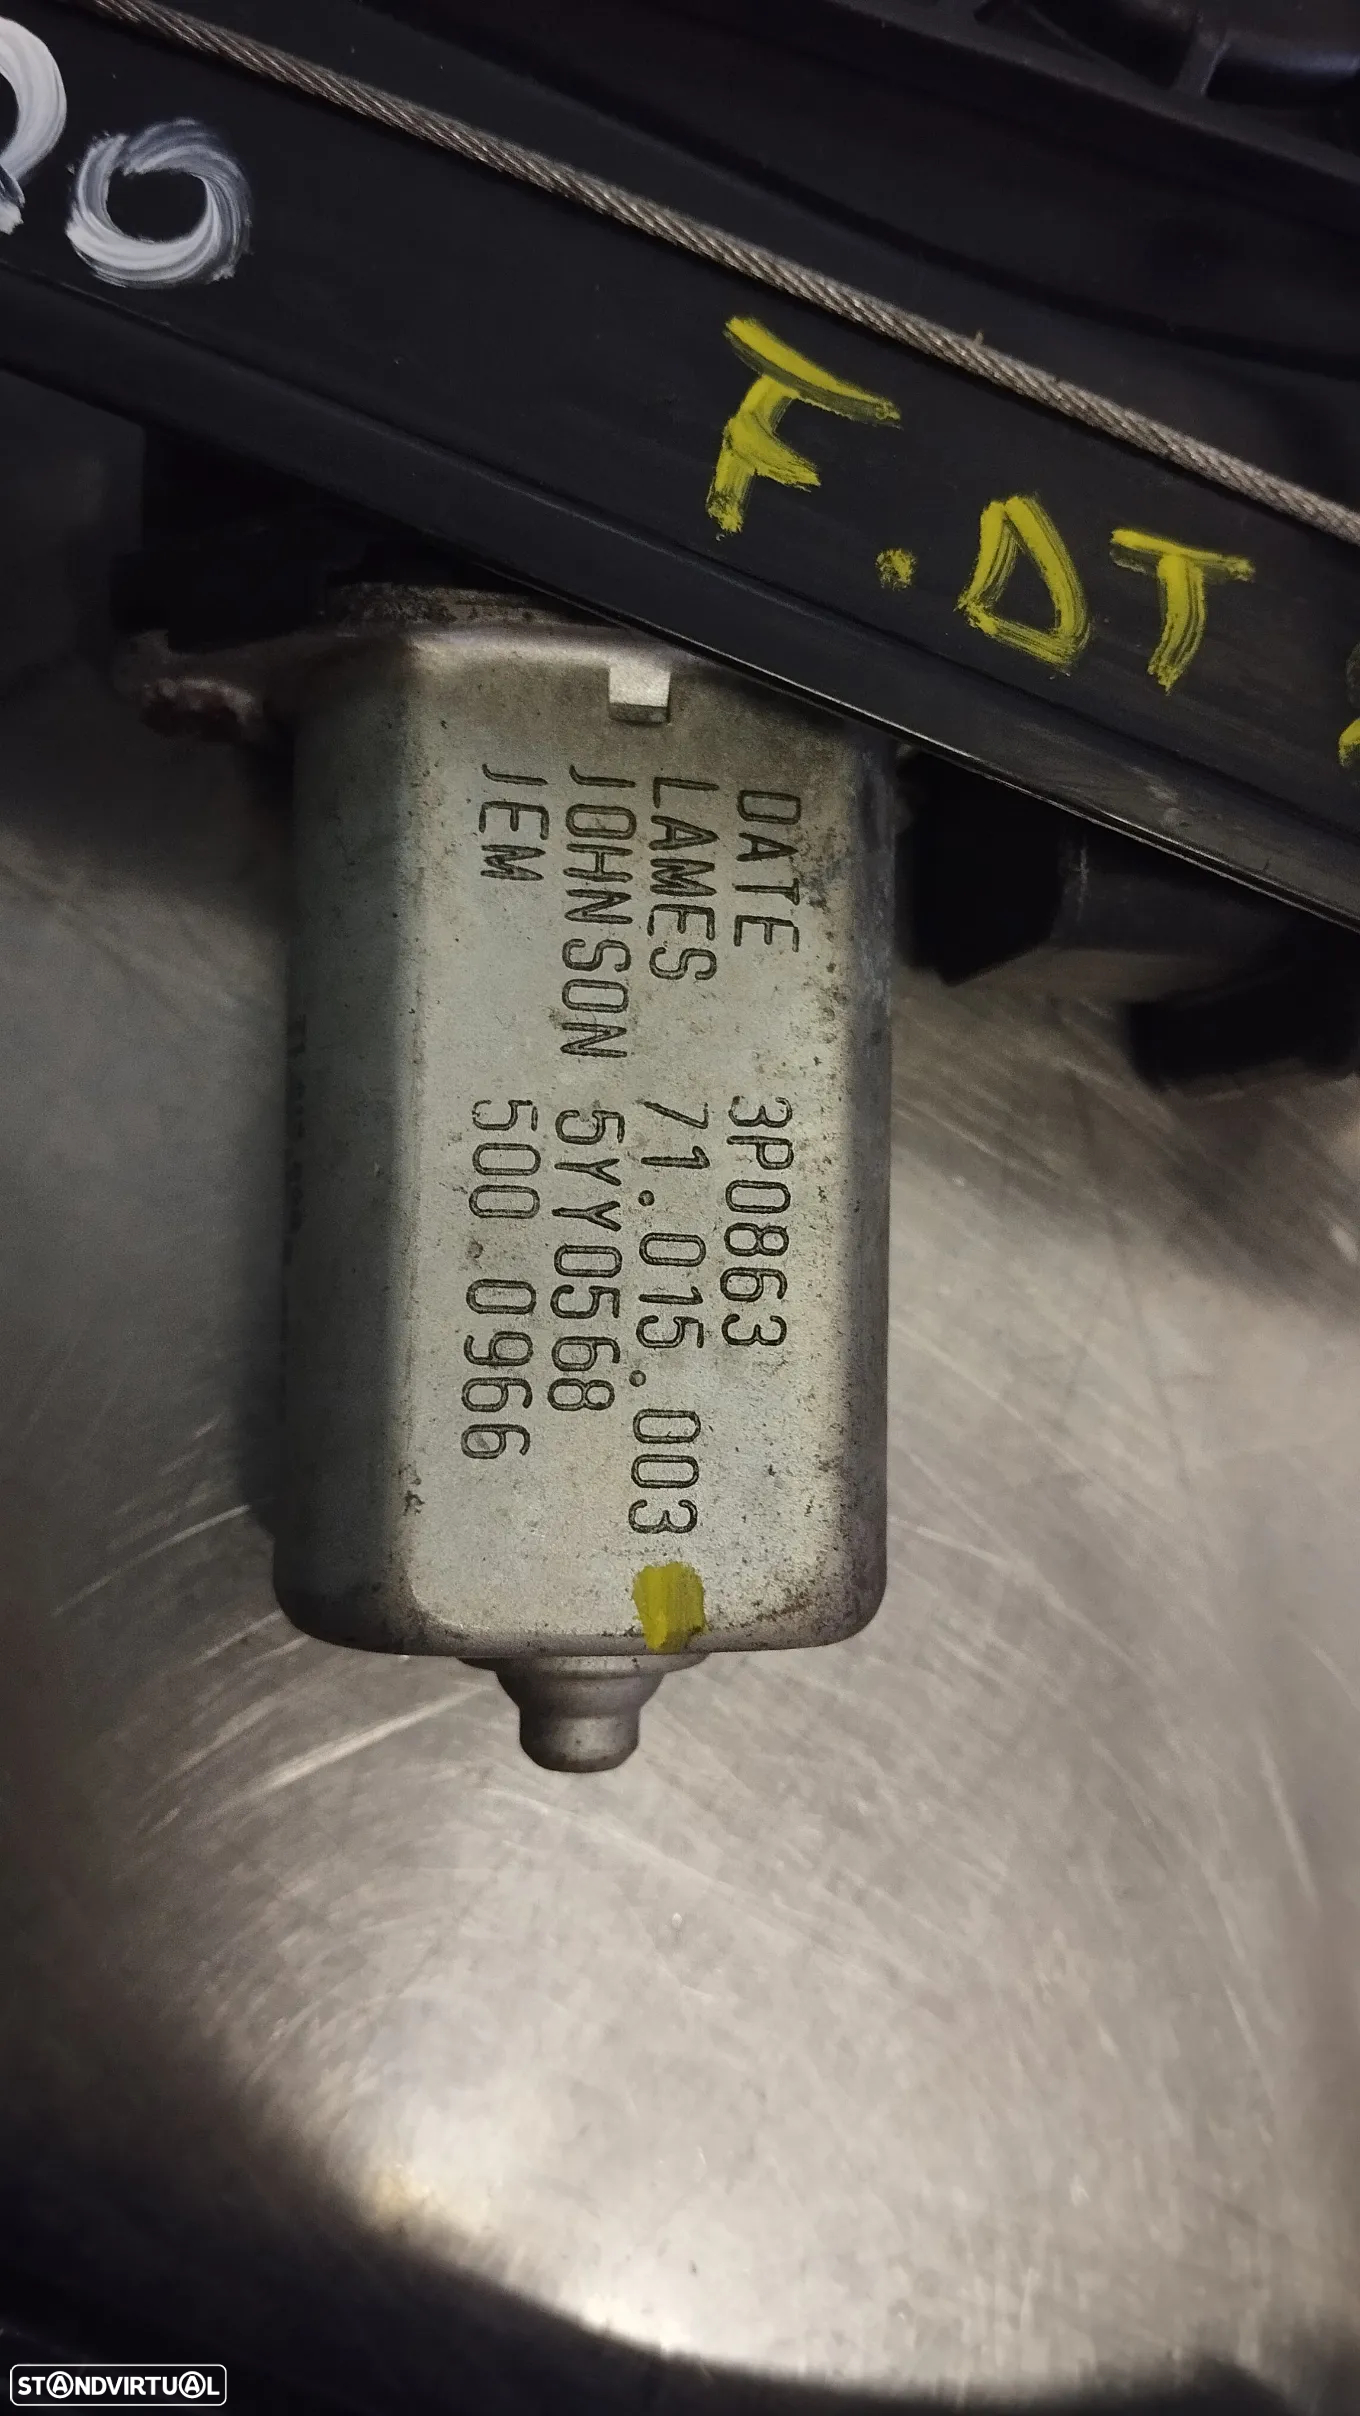 F.DT
DATE 3P0863
LAMES 71.015.003
JOHNSON 5YY0568
JEM 500 0966
STANDVIRTUAL